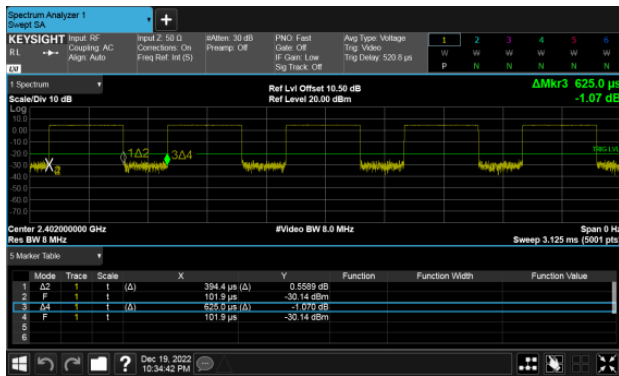 Spectrum Analyzer 1
Swept SA
KEYSIGHT Input: RF Input Z: 50 Ω #Atten: 30 dB PNO: Fast Avg Type: Voltage 1 2 3 4 5 6
RL Coupling: AC Corrections: On Preamp: Off Gate: Off Trig: Video W W W W W W
Align: Auto Freq Ref: Int (S) IF Gain: Low Trig Delay: 520.8 µs P N N N N N
Sig Track: Off
LXI
1 Spectrum Ref Lvl Offset 10.50 dB ΔMkr3 625.0 µs
Scale/Div 10 dB Ref Level 20.00 dBm -1.07 dB
Log
10.0
0.00
-10.0
-20.0 1Δ2 3Δ4 TRIG LVL
-30.0 X2
-40.0
-50.0
-60.0
-70.0
Center 2.402000000 GHz #Video BW 8.0 MHz Span 0 Hz
Res BW 8 MHz Sweep 3.125 ms (5001 pts)
5 Marker Table
Mode Trace Scale X Y Function Function Width Function Value
1 Δ2 1 t (Δ) 394.4 µs (Δ) 0.5589 dB
2 F 1 t 101.9 µs -30.14 dBm
3 Δ4 1 t (Δ) 625.0 µs (Δ) -1.070 dB
4 F 1 t 101.9 µs -30.14 dBm
5
6
? Dec 19, 2022
10:34:42 PM